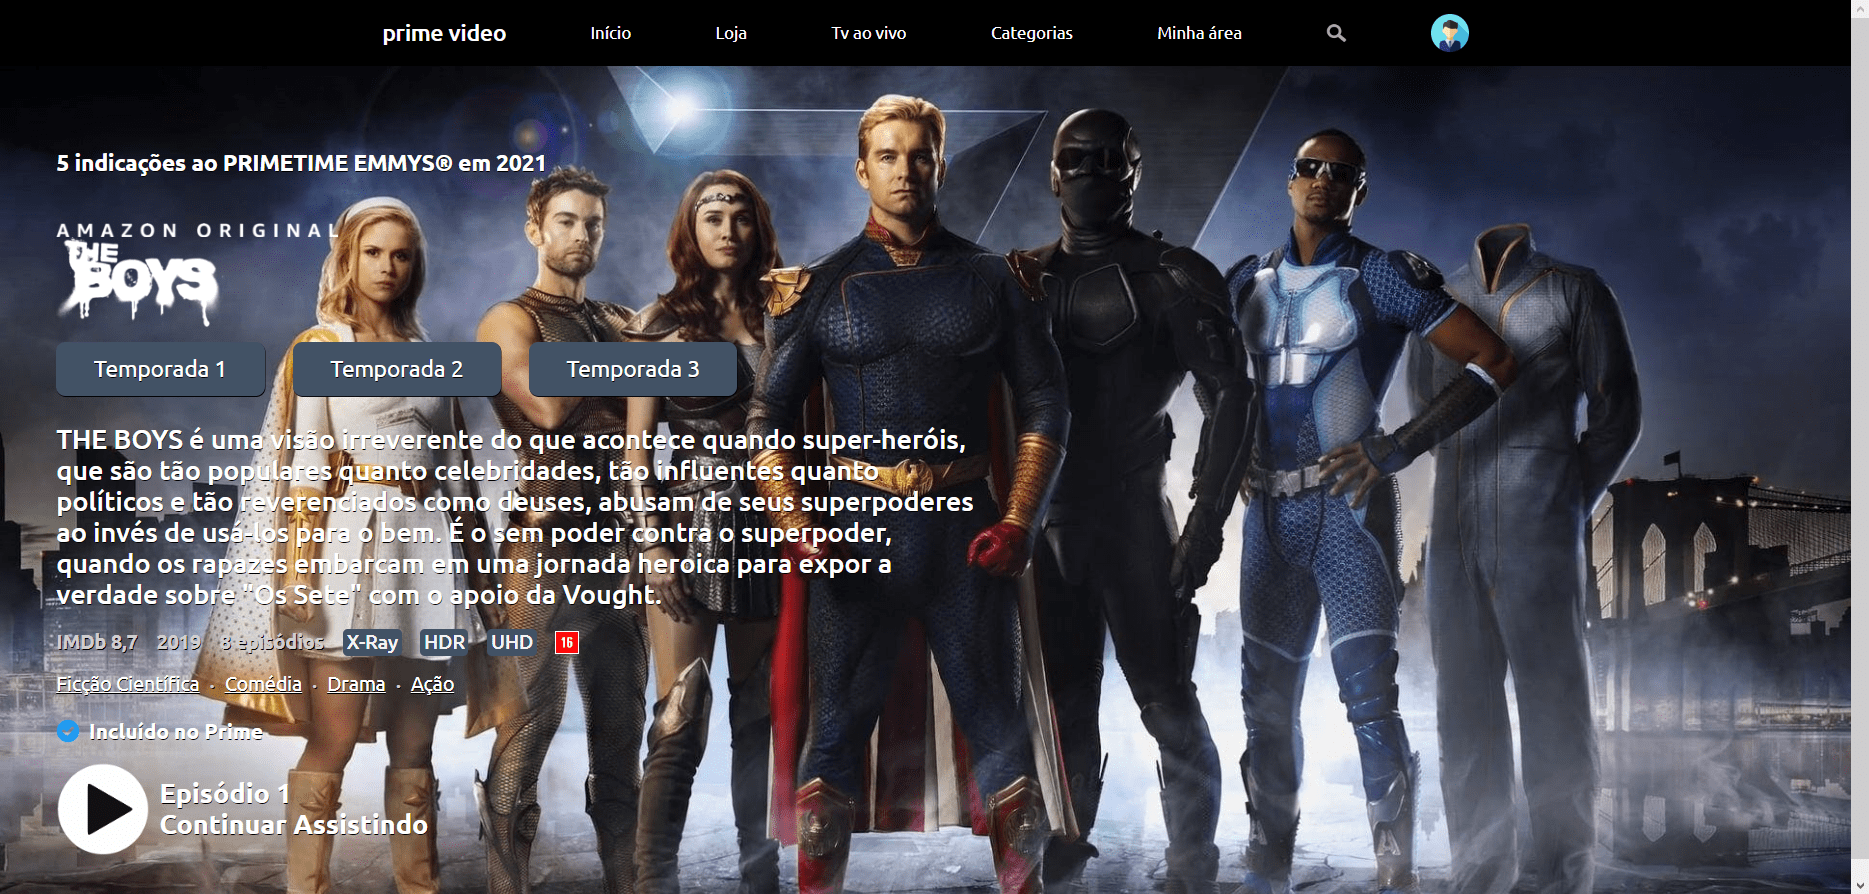 prime video Início Loja Tv ao vivo Categorias Minha área
5 indicações ao PRIMETIME EMMYS® em 2021
AMAZON ORIGINAL
THE
BOYS
Temporada 1 Temporada 2 Temporada 3
THE BOYS é uma visão irreverente do que acontece quando super-heróis,
que são tão populares quanto celebridades, tão influentes quanto
políticos e tão reverenciados como deuses, abusam de seus superpoderes
ao invés de usá-los para o bem. É o sem poder contra o superpoder,
quando os rapazes embarcam em uma jornada heroica para expor a
verdade sobre "Os Sete" com o apoio da Vought.
IMDb 8,7 2019 8 episódios X-Ray HDR UHD 16
Ficção Científica · Comédia · Drama · Ação
Incluído no Prime
Episódio 1
Continuar Assistindo